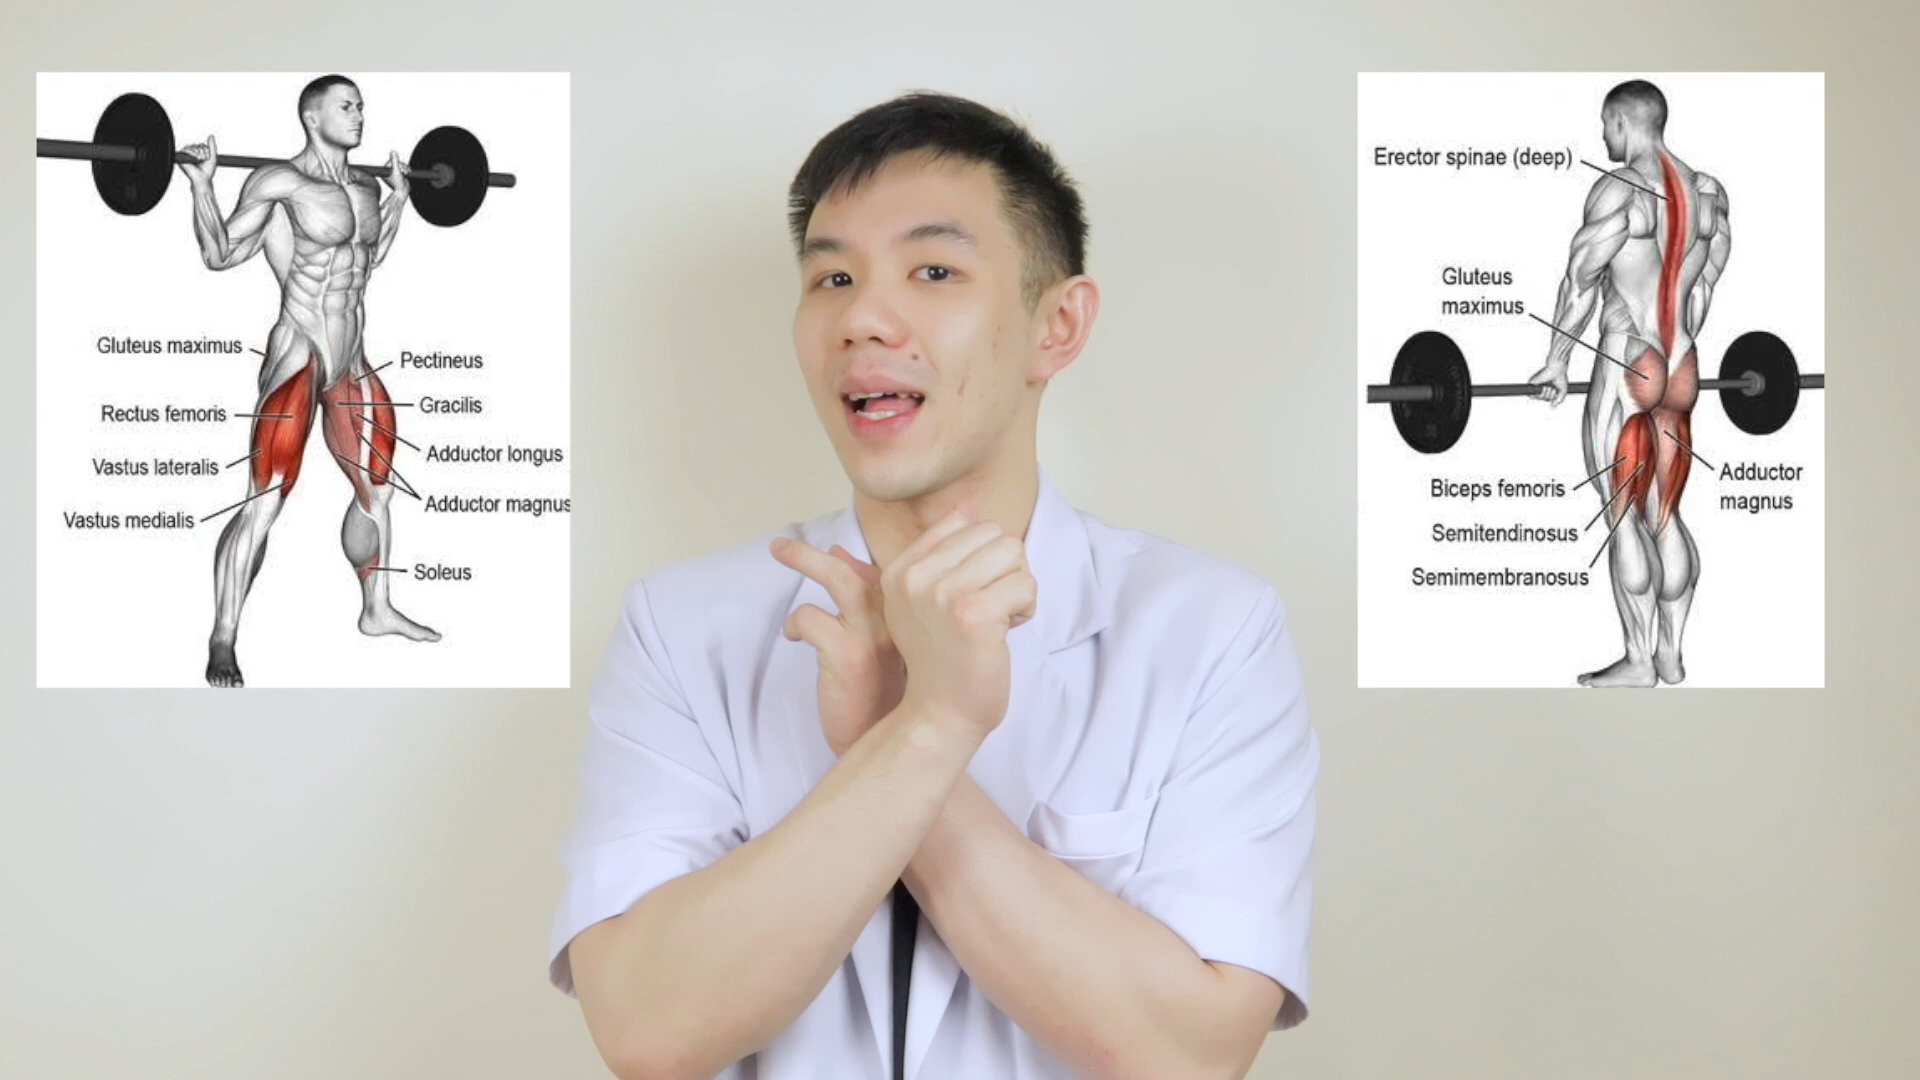 Gluteus maximus
Rectus femoris
Vastus lateralis
Vastus medialis
Pectineus
Gracilis
Adductor longus
Adductor magnus
Soleus
Erector spinae (deep)
Gluteus
maximus
Biceps femoris
Semitendinosus
Semimembranosus
Adductor
magnus